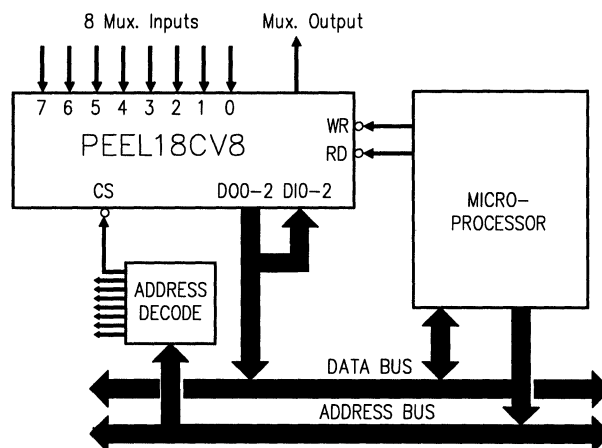 8 Mux. Inputs
Mux. Output
7 6 5 4 3 2 1 0
PEEL18CV8
WR
RD
CS
DO0-2 DI0-2
MICRO-
PROCESSOR
ADDRESS
DECODE
DATA BUS
ADDRESS BUS